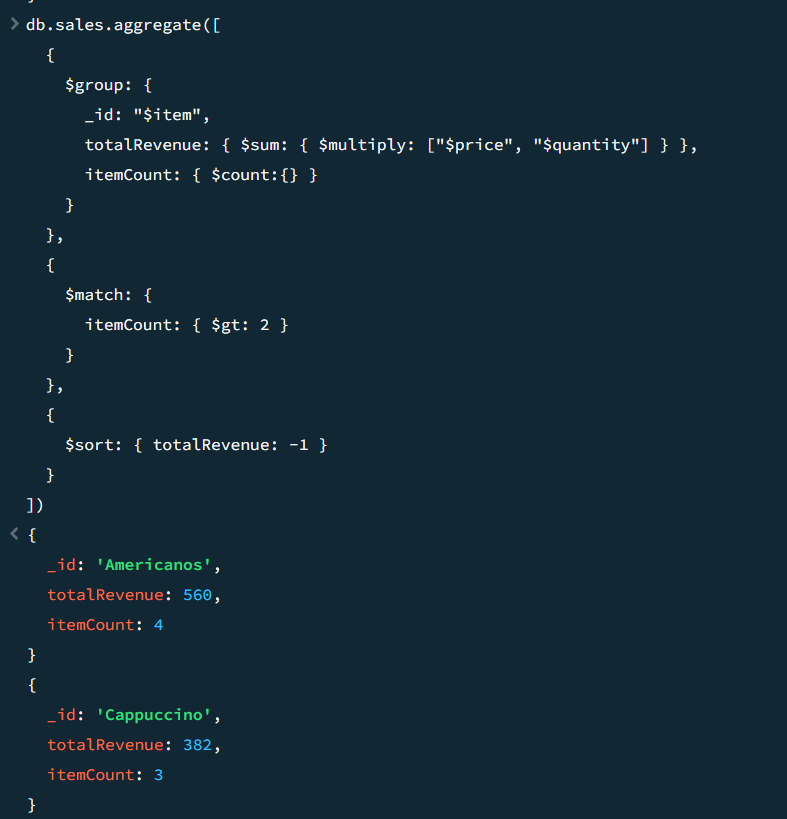 > db.sales.aggregate([
{
$group: {
_id: "$item",
totalRevenue: { $sum: { $multiply: ["$price", "$quantity"] } },
itemCount: { $count:{} }
}
},
{
$match: {
itemCount: { $gt: 2 }
}
},
{
$sort: { totalRevenue: -1 }
}
])
< {
_id: 'Americanos',
totalRevenue: 560,
itemCount: 4
}
{
_id: 'Cappuccino',
totalRevenue: 382,
itemCount: 3
}